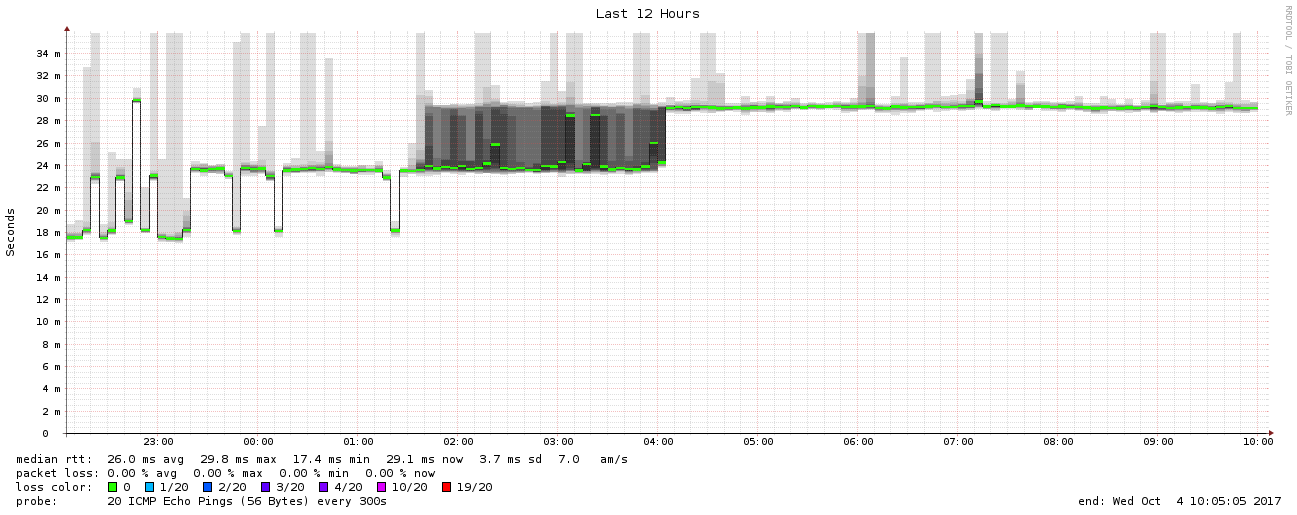 Last 12 Hours
RRDTOOL / TOBI OETIKER
Seconds
34 m
32 m
30 m
28 m
26 m
24 m
22 m
20 m
18 m
16 m
14 m
12 m
10 m
8 m
6 m
4 m
2 m
0
23:00 00:00 01:00 02:00 03:00 04:00 05:00 06:00 07:00 08:00 09:00 10:00
median rtt: 26.0 ms avg 29.8 ms max 17.4 ms min 29.1 ms now 3.7 ms sd 7.0 am/s
packet loss: 0.00 % avg 0.00 % max 0.00 % min 0.00 % now
loss color: 0 1/20 2/20 3/20 4/20 10/20 19/20
probe: 20 ICMP Echo Pings (56 Bytes) every 300s end: Wed Oct 4 10:05:05 2017